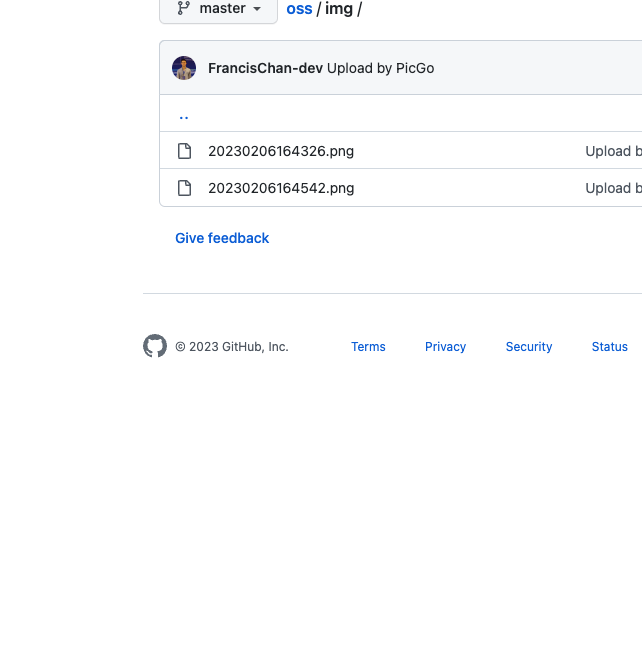 master oss / img /
FrancisChan-dev Upload by PicGo
..
20230206164326.png Upload b
20230206164542.png Upload b
Give feedback
© 2023 GitHub, Inc. Terms Privacy Security Status